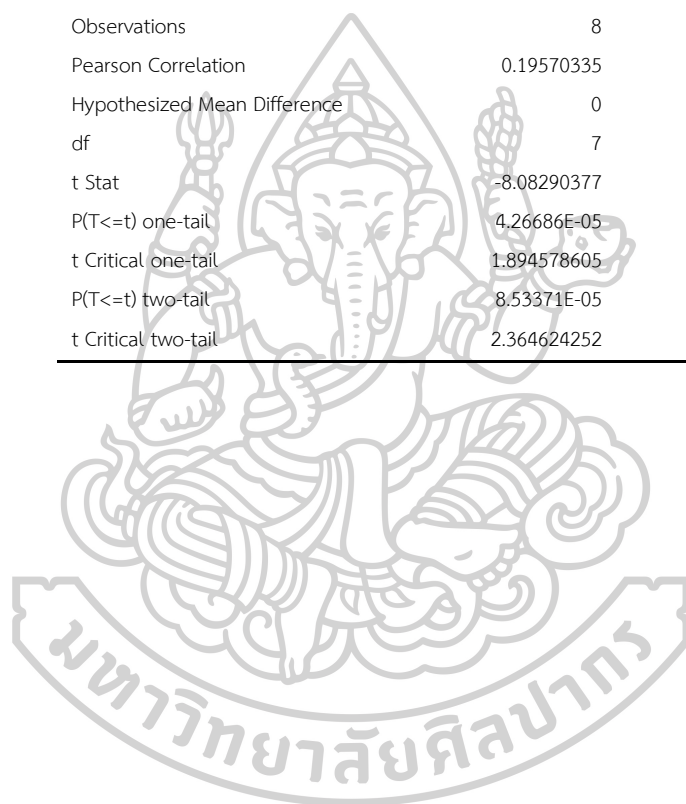 Observations 8
Pearson Correlation 0.19570335
Hypothesized Mean Difference 0
df 7
t Stat -8.08290377
P(T<=t) one-tail 4.26686E-05
t Critical one-tail 1.894578605
P(T<=t) two-tail 8.53371E-05
t Critical two-tail 2.364624252
มหาวิทยาลัยศิลปากร